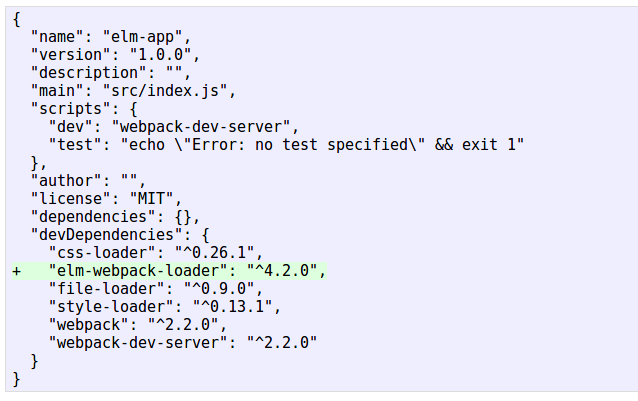 {
  "name": "elm-app",
  "version": "1.0.0",
  "description": "",
  "main": "src/index.js",
  "scripts": {
    "dev": "webpack-dev-server",
    "test": "echo \"Error: no test specified\" && exit 1"
  },
  "author": "",
  "license": "MIT",
  "dependencies": {},
  "devDependencies": {
    "css-loader": "^0.26.1",
+   "elm-webpack-loader": "^4.2.0",
    "file-loader": "^0.9.0",
    "style-loader": "^0.13.1",
    "webpack": "^2.2.0",
    "webpack-dev-server": "^2.2.0"
  }
}